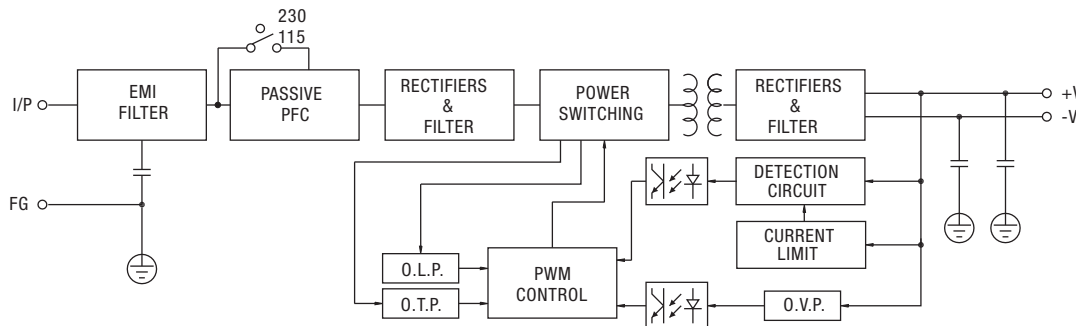 230
115
I/P
EMI
FILTER
PASSIVE
PFC
RECTIFIERS
&
FILTER
POWER
SWITCHING
RECTIFIERS
&
FILTER
+V
-V
DETECTION
CIRCUIT
FG
CURRENT
LIMIT
O.L.P.
PWM
CONTROL
O.T.P.
O.V.P.